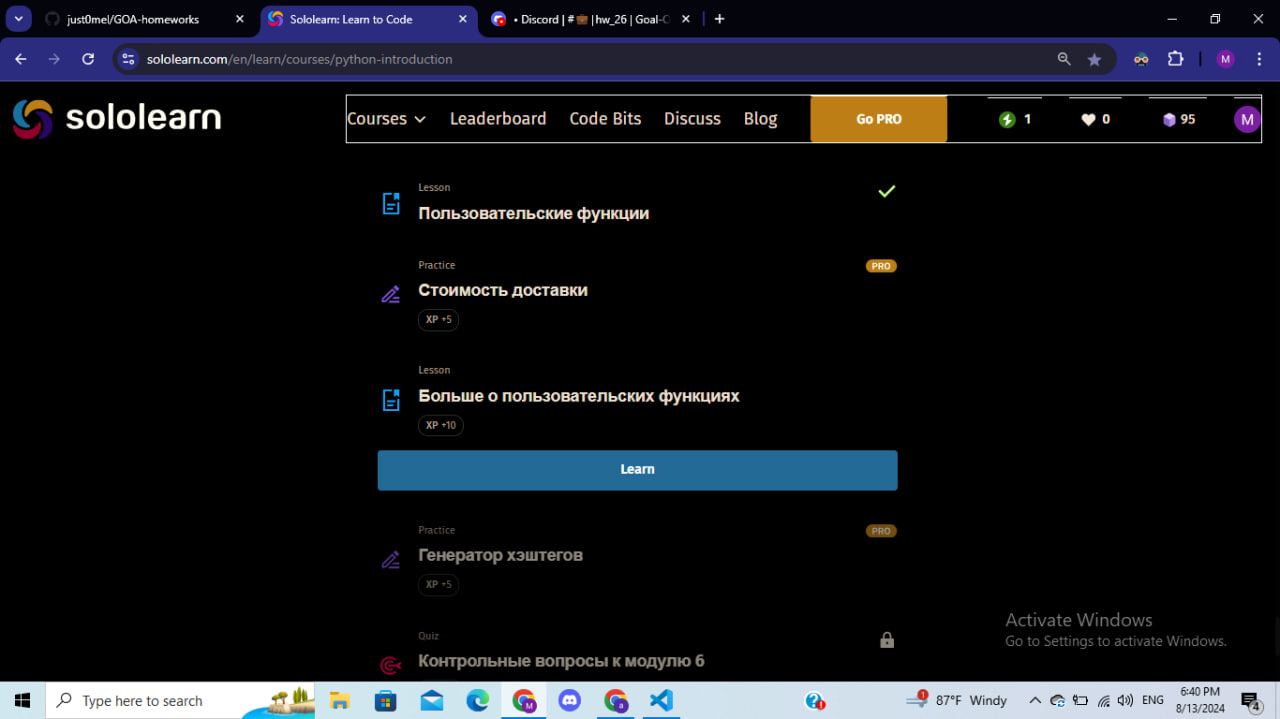 just0mel/GOA-homeworks
Sololearn: Learn to Code
• Discord | # 💼 | hw_26 | Goal-O
sololearn.com/en/learn/courses/python-introduction
M
sololearn
Courses Leaderboard Code Bits Discuss Blog Go PRO 1 0 95 M
Lesson
Пользовательские функции
Practice PRO
Стоимость доставки
XP +5
Lesson
Больше о пользовательских функциях
XP +10
Learn
Practice PRO
Генератор хэштегов
XP +5
Quiz
Контрольные вопросы к модулю 6
Activate Windows
Go to Settings to activate Windows.
Type here to search
87°F Windy
ENG
6:40 PM
8/13/2024
4